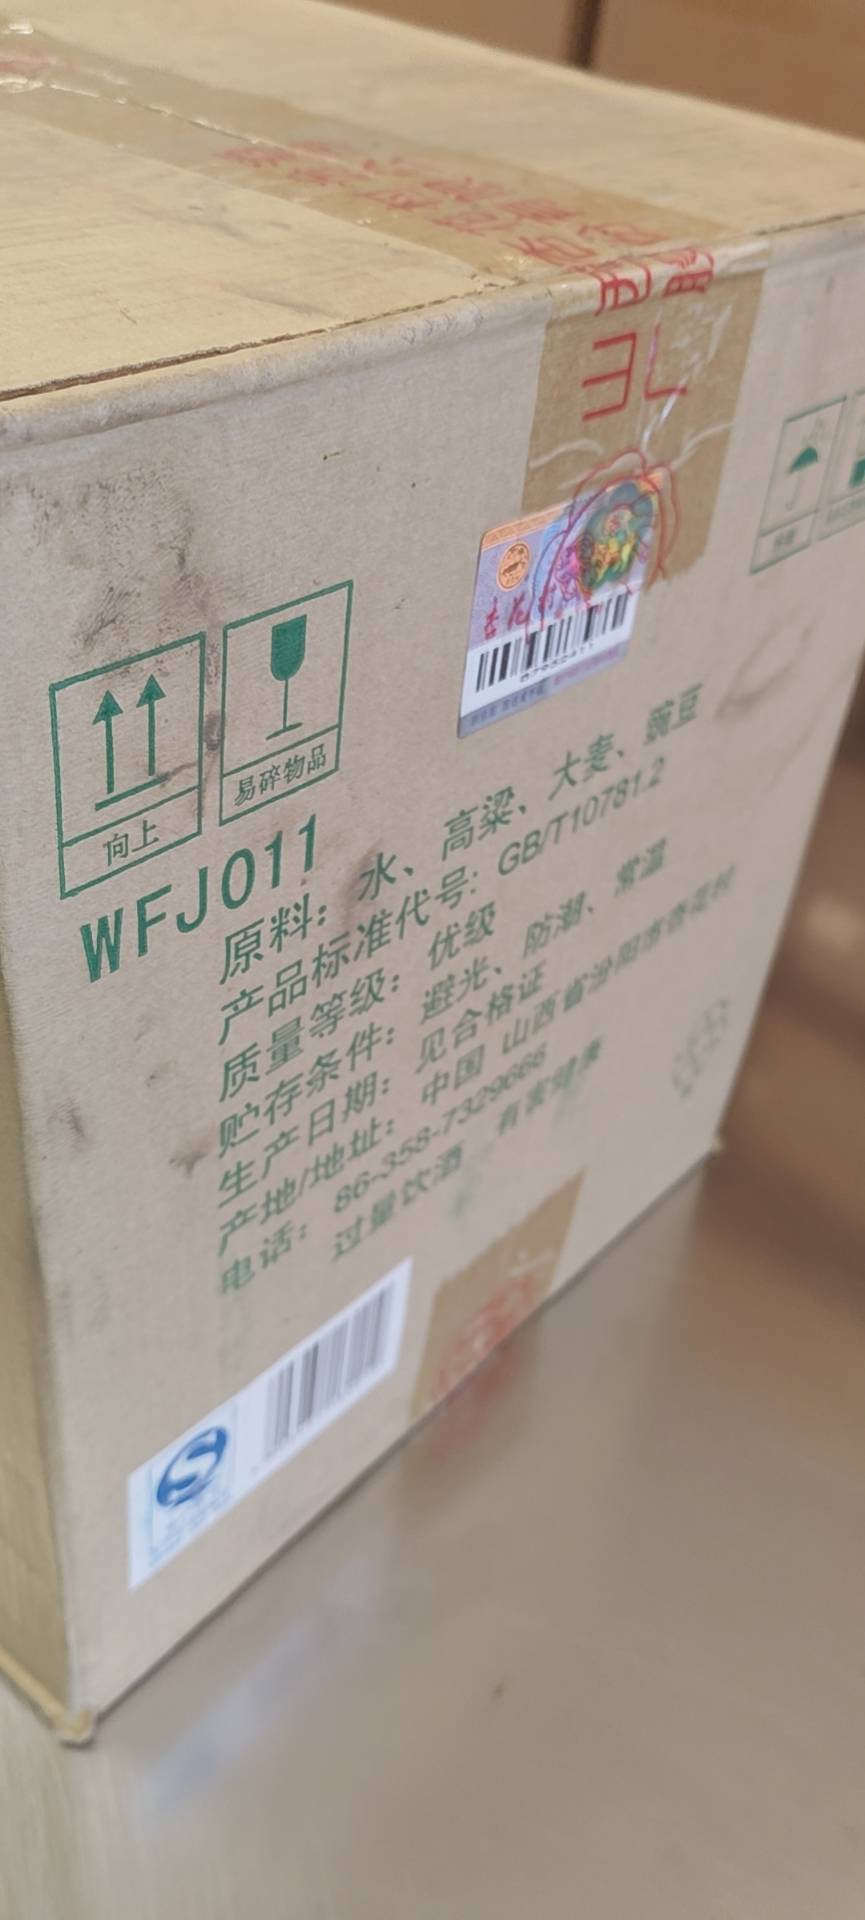 杏花村
向上
易碎物品
WFJ011
原料：水、高粱、大麦、豌豆
产品标准代号：GB/T10781.2
质量等级：优级
贮存条件：避光、防潮、常温
生产日期：见合格证
产地/地址：中国 山西省汾阳市杏花村
电话：86-358-7329666
过量饮酒 有害健康